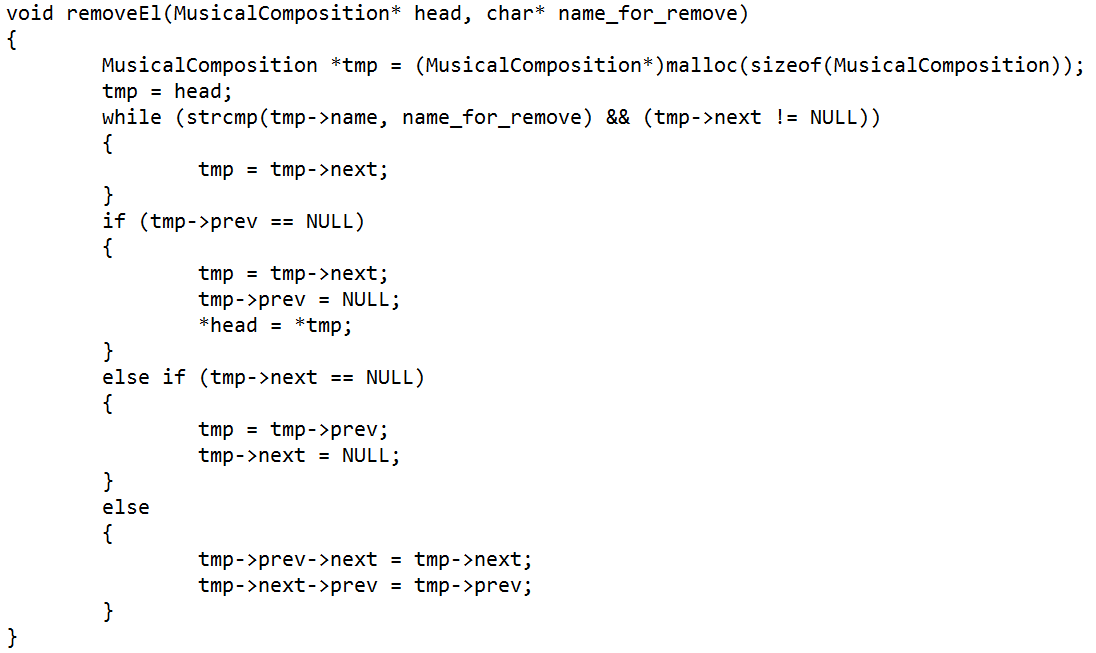 void removeEl(MusicalComposition* head, char* name_for_remove)
{
        MusicalComposition *tmp = (MusicalComposition*)malloc(sizeof(MusicalComposition));
        tmp = head;
        while (strcmp(tmp->name, name_for_remove) && (tmp->next != NULL))
        {
                tmp = tmp->next;
        }
        if (tmp->prev == NULL)
        {
                tmp = tmp->next;
                tmp->prev = NULL;
                *head = *tmp;
        }
        else if (tmp->next == NULL)
        {
                tmp = tmp->prev;
                tmp->next = NULL;
        }
        else
        {
                tmp->prev->next = tmp->next;
                tmp->next->prev = tmp->prev;
        }
}